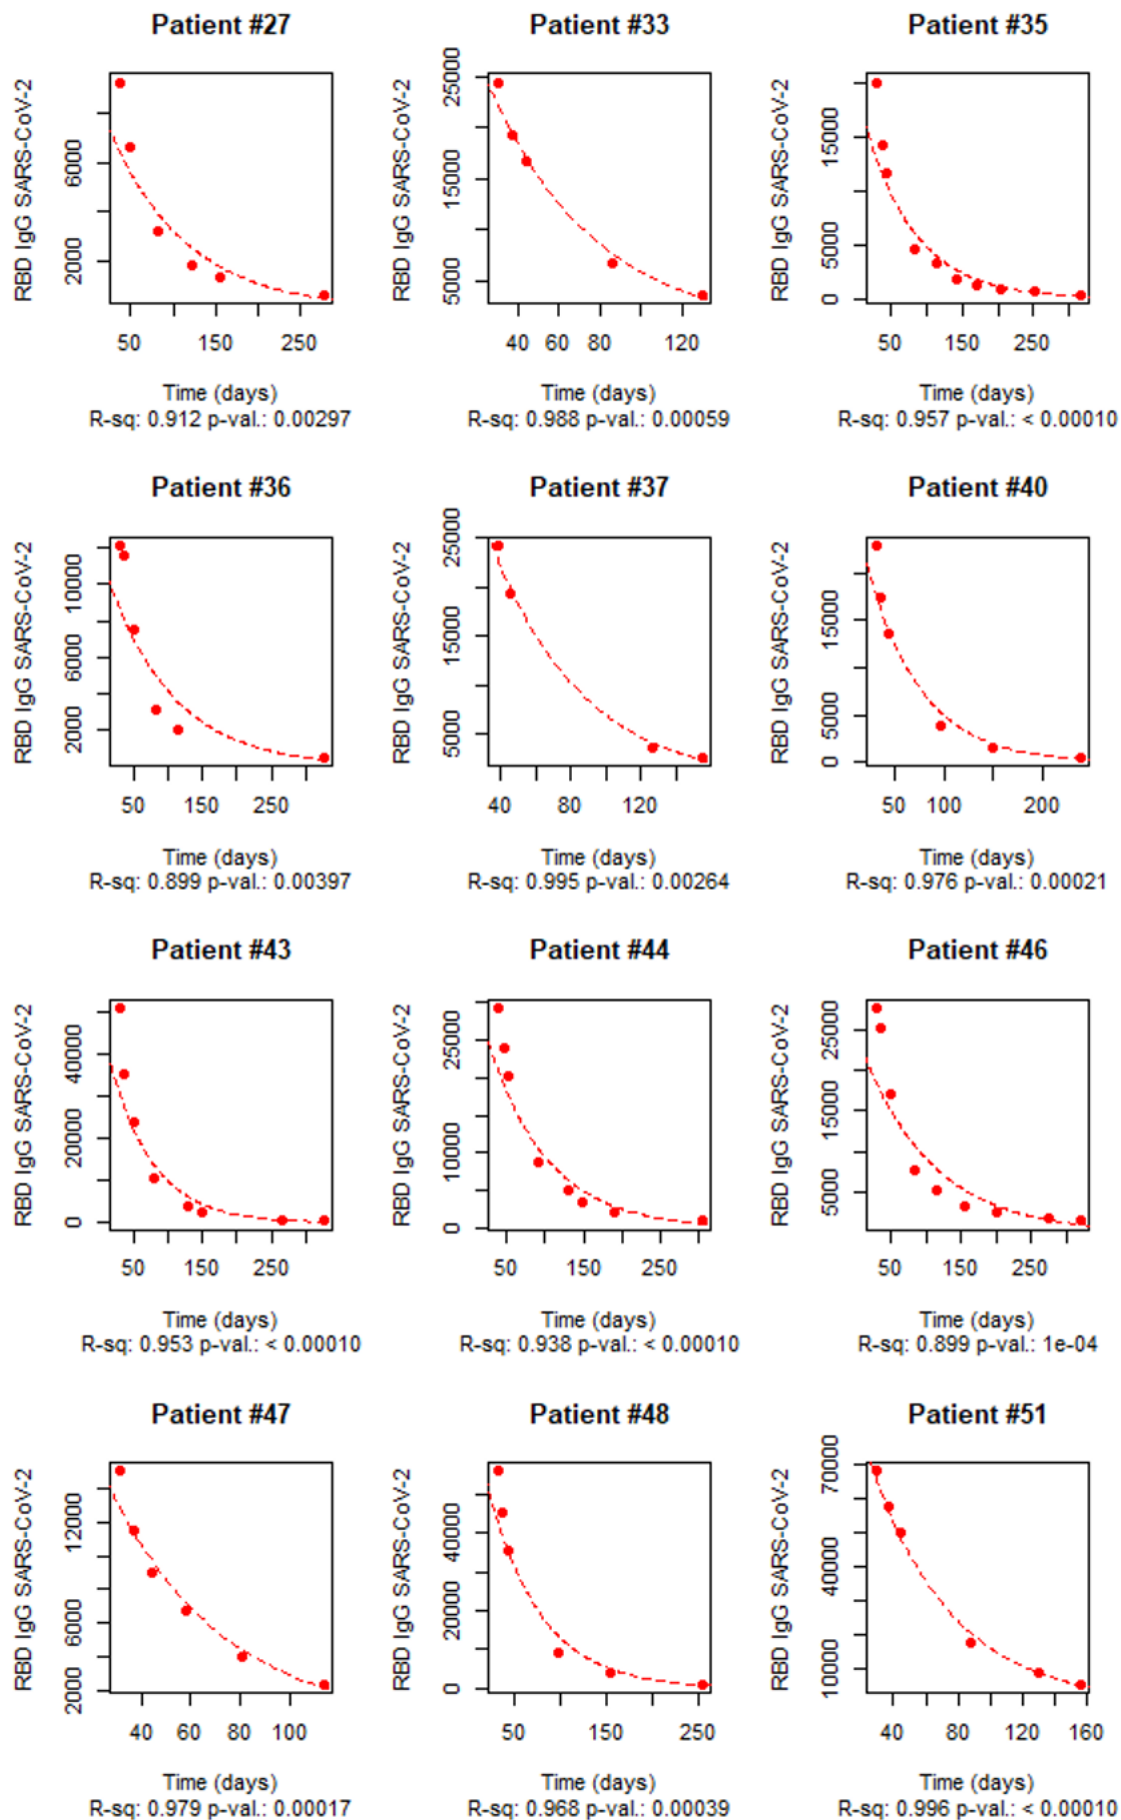 Patient #27
RBD IgG SARS-CoV-2
2000 6000
50 150 250
Time (days)
R-sq: 0.912 p-val.: 0.00297
Patient #33
RBD IgG SARS-CoV-2
5000 15000 25000
40 60 80 120
Time (days)
R-sq: 0.988 p-val.: 0.00059
Patient #35
RBD IgG SARS-CoV-2
0 5000 15000
50 150 250
Time (days)
R-sq: 0.957 p-val.: < 0.00010
Patient #36
RBD IgG SARS-CoV-2
2000 6000 10000
50 150 250
Time (days)
R-sq: 0.899 p-val.: 0.00397
Patient #37
RBD IgG SARS-CoV-2
5000 15000 25000
40 80 120
Time (days)
R-sq: 0.995 p-val.: 0.00264
Patient #40
RBD IgG SARS-CoV-2
0 50000 150000
50 100 200
Time (days)
R-sq: 0.976 p-val.: 0.00021
Patient #43
RBD IgG SARS-CoV-2
0 20000 40000
50 150 250
Time (days)
R-sq: 0.953 p-val.: < 0.00010
Patient #44
RBD IgG SARS-CoV-2
0 10000 25000
50 150 250
Time (days)
R-sq: 0.938 p-val.: < 0.00010
Patient #46
RBD IgG SARS-CoV-2
5000 15000 25000
50 150 250
Time (days)
R-sq: 0.899 p-val.: 1e-04
Patient #47
RBD IgG SARS-CoV-2
2000 6000 12000
40 60 80 100
Time (days)
R-sq: 0.979 p-val.: 0.00017
Patient #48
RBD IgG SARS-CoV-2
0 20000 40000
50 150 250
Time (days)
R-sq: 0.968 p-val.: 0.00039
Patient #51
RBD IgG SARS-CoV-2
10000 40000 70000
40 80 120 160
Time (days)
R-sq: 0.996 p-val.: < 0.00010